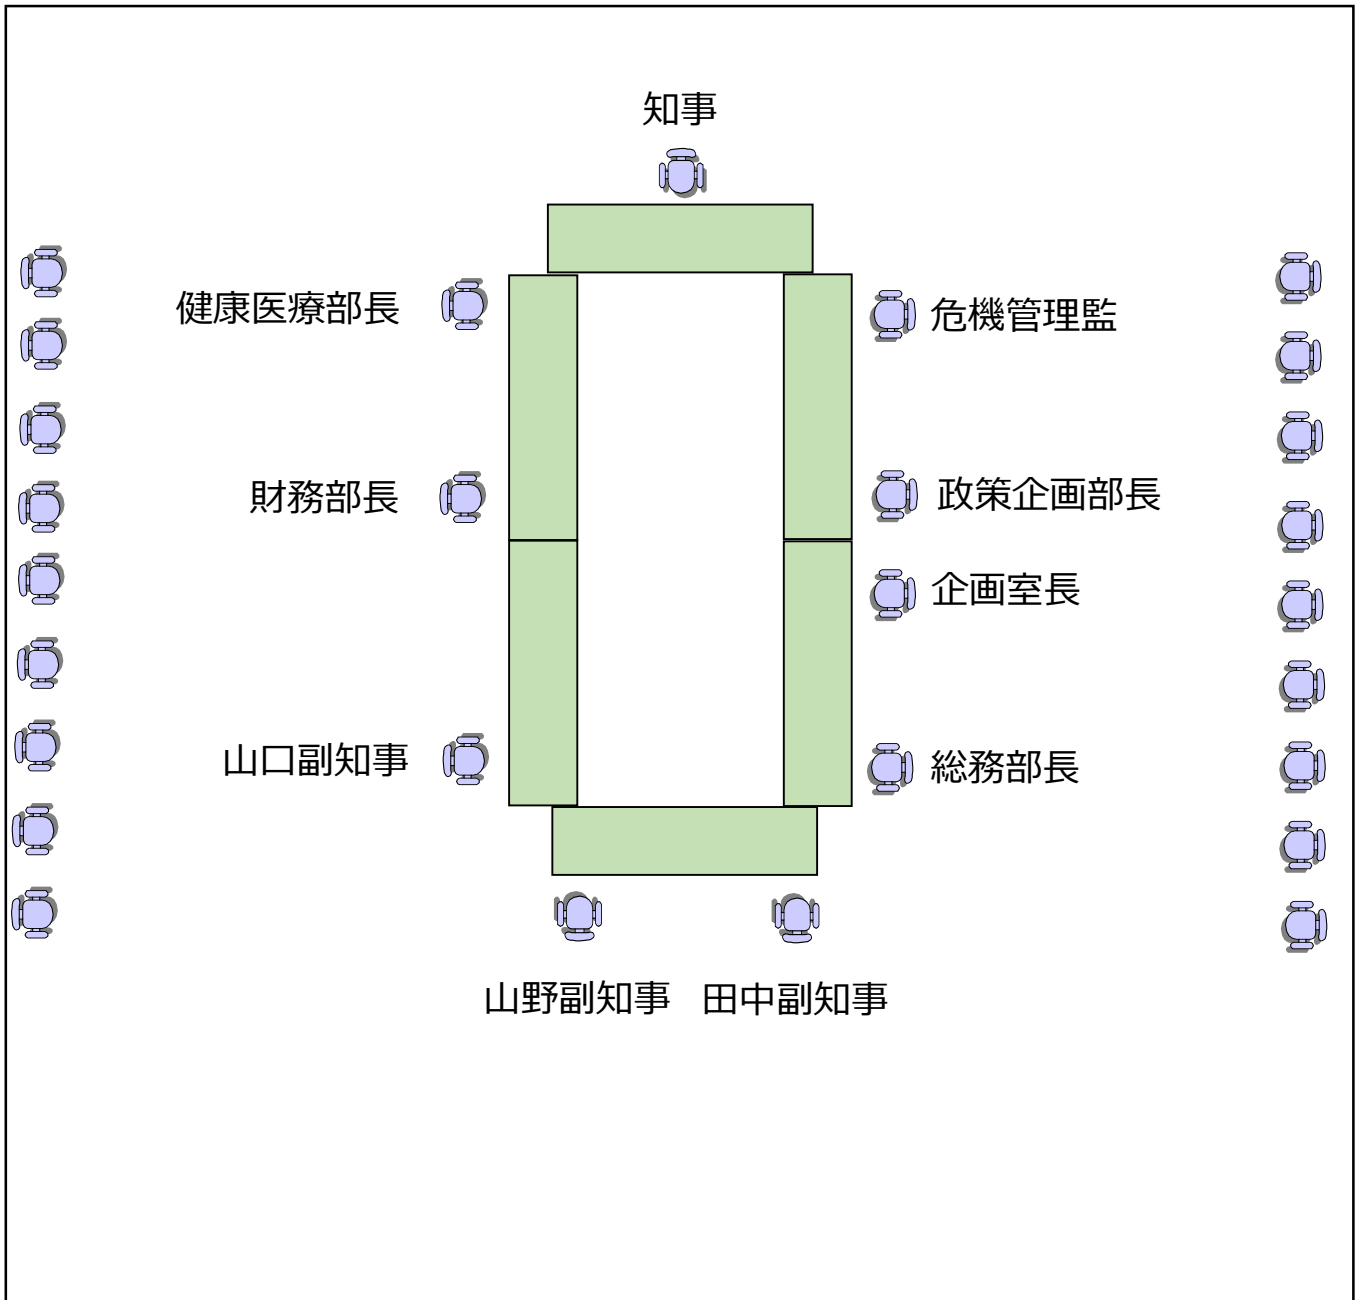 知事
健康医療部長
危機管理監
財務部長
政策企画部長
企画室長
山口副知事
総務部長
山野副知事
田中副知事